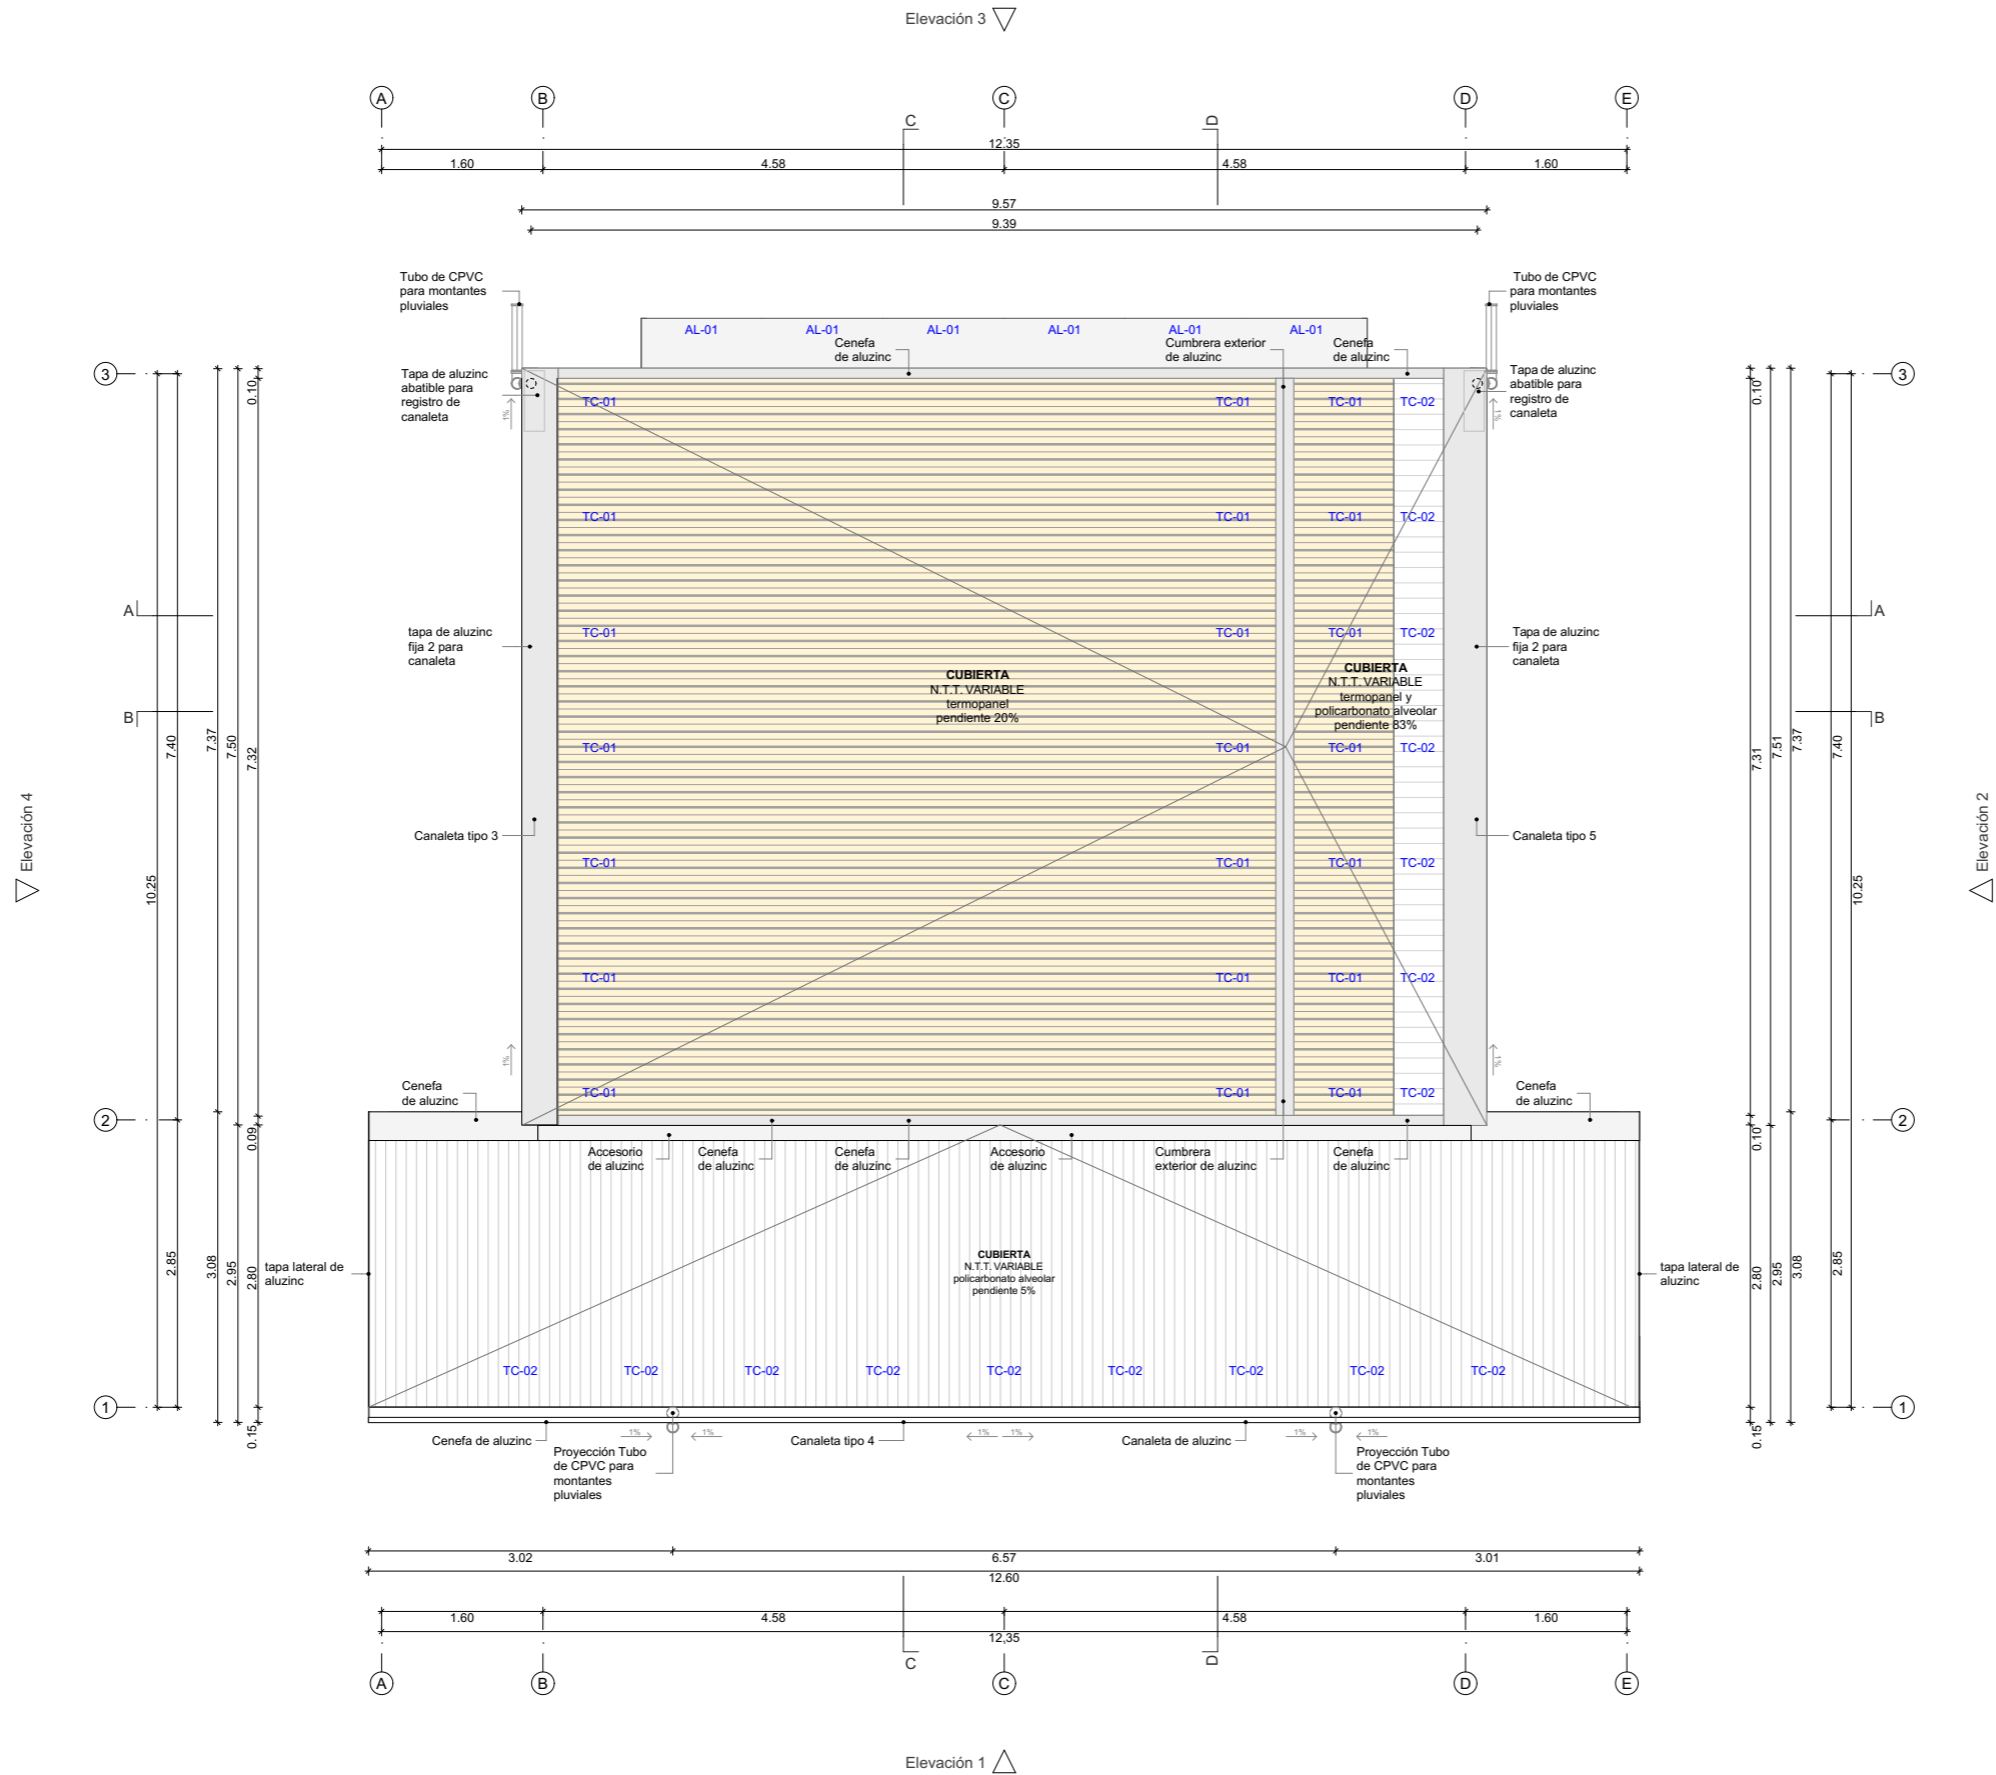 Elevación 3
A
B
C
D
E
C
D
12.35
1.60
4.58
4.58
1.60
9.57
9.39
Tubo de CPVC
para montantes
pluviales
Tubo de CPVC
para montantes
pluviales
AL-01
AL-01
AL-01
AL-01
AL-01
AL-01
Cenefa
de aluzinc
Cumbrera exterior
de aluzinc
Cenefa
de aluzinc
3
3
Tapa de aluzinc
abatible para
registro de
canaleta
Tapa de aluzinc
abatible para
registro de
canaleta
0.10
0.10
1%
1%
TC-01
TC-01
TC-01
TC-02
TC-01
TC-01
TC-01
TC-02
A
A
tapa de aluzinc
fija 2 para
canaleta
Tapa de aluzinc
fija 2 para
canaleta
TC-01
TC-01
TC-01
TC-02
CUBIERTA
N.T.T. VARIABLE
termopanel
pendiente 20%
CUBIERTA
N.T.T. VARIABLE
termopanel y
policarbonato alveolar
pendiente 83%
B
B
7.40
7.37
7.50
7.32
7.31
7.51
7.37
7.40
TC-01
TC-01
TC-01
TC-02
Elevación 4
Elevación 2
Canaleta tipo 3
Canaleta tipo 5
10.25
10.25
TC-01
TC-01
TC-01
TC-02
TC-01
TC-01
TC-01
TC-02
1%
1%
TC-01
TC-01
TC-01
TC-02
Cenefa
de aluzinc
Cenefa
de aluzinc
2
2
0.09
0.10
Accesorio
de aluzinc
Cenefa
de aluzinc
Cenefa
de aluzinc
Accesorio
de aluzinc
Cumbrera
exterior de aluzinc
Cenefa
de aluzinc
2.85
3.08
2.95
2.80
2.80
2.95
3.08
2.85
tapa lateral de
aluzinc
tapa lateral de
aluzinc
CUBIERTA
N.T.T. VARIABLE
policarbonato alveolar
pendiente 5%
TC-02
TC-02
TC-02
TC-02
TC-02
TC-02
TC-02
TC-02
TC-02
1
1
0.15
0.15
Cenefa de aluzinc
1%
1%
Canaleta tipo 4
1%
1%
Canaleta de aluzinc
1%
1%
Proyección Tubo
de CPVC para
montantes
pluviales
Proyección Tubo
de CPVC para
montantes
pluviales
3.02
6.57
3.01
12.60
1.60
4.58
4.58
1.60
12,35
C
D
A
B
C
D
E
Elevación 1